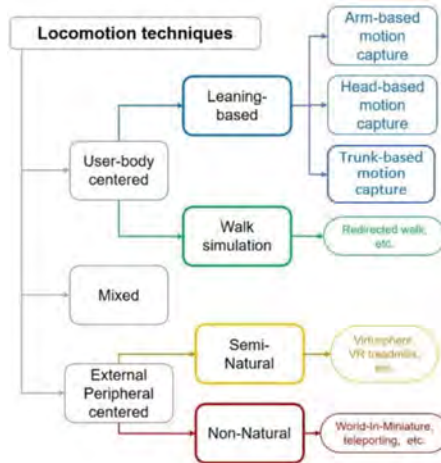 Locomotion techniques
Arm-based
motion
capture
Leaning-
based
Head-based
motion
capture
User-body
centered
Trunk-based
motion
capture
Walk
simulation
Redirected walk,
etc.
Mixed
Semi-
Natural
Virtusphere,
VR treadmills,
etc.
External
Peripheral
centered
Non-Natural
World-In-Miniature,
teleporting, etc.